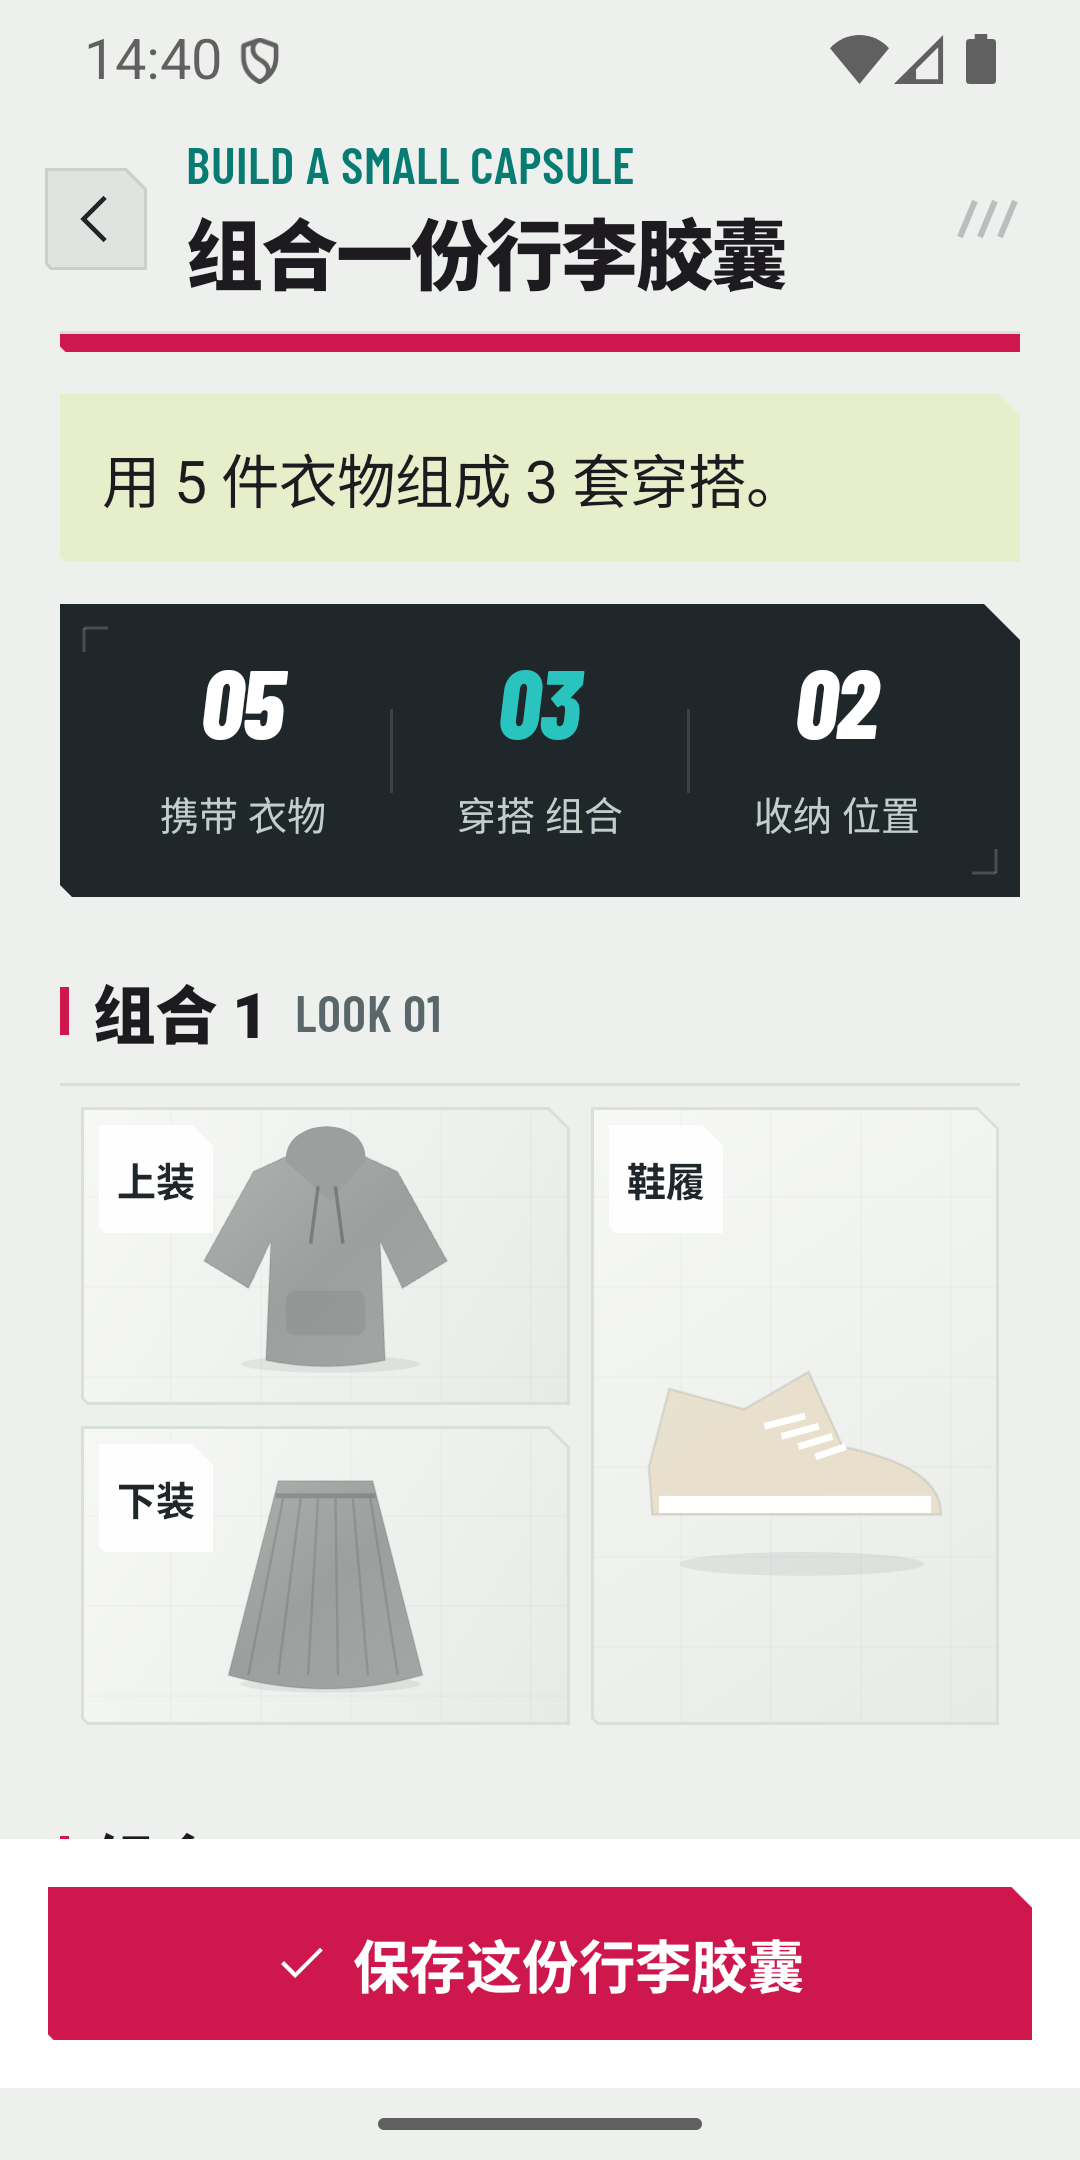 14:40
BUILD A SMALL CAPSULE
组合一份行李胶囊
用 5 件衣物组成 3 套穿搭。
05
03
02
携带 衣物
穿搭 组合
收纳 位置
组合 1 LOOK 01
上装
鞋履
下装
保存这份行李胶囊